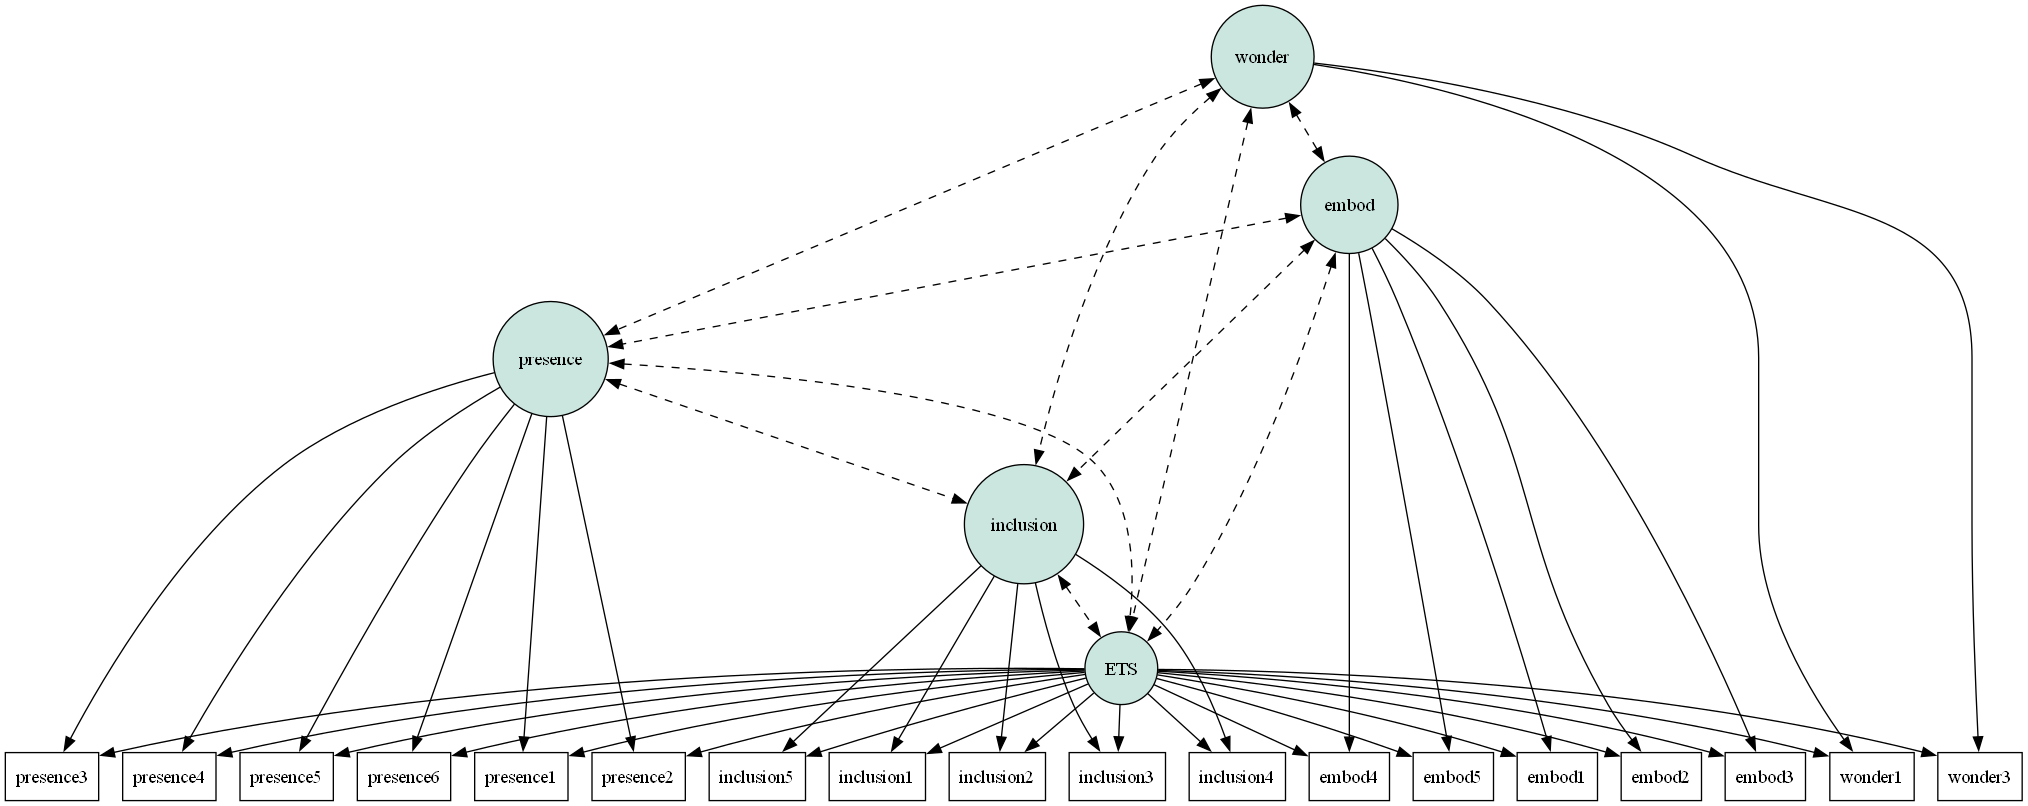 wonder
embod
presence
inclusion
ETS
presence3
presence4
presence5
presence6
presence1
presence2
inclusion5
inclusion1
inclusion2
inclusion3
inclusion4
embod4
embod5
embod1
embod2
embod3
wonder1
wonder3